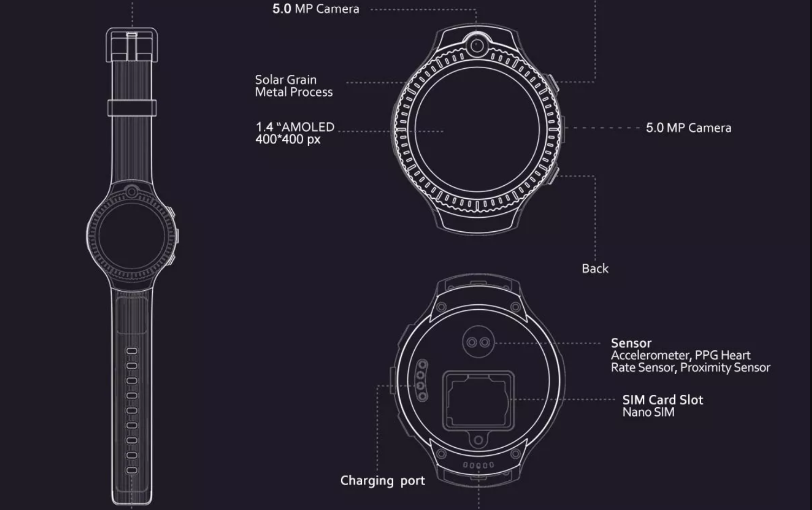 5.0 MP Camera
Solar Grain
Metal Process
1.4 “AMOLED
400*400 px
5.0 MP Camera
Back
Sensor
Accelerometer, PPG Heart
Rate Sensor, Proximity Sensor
SIM Card Slot
Nano SIM
Charging port